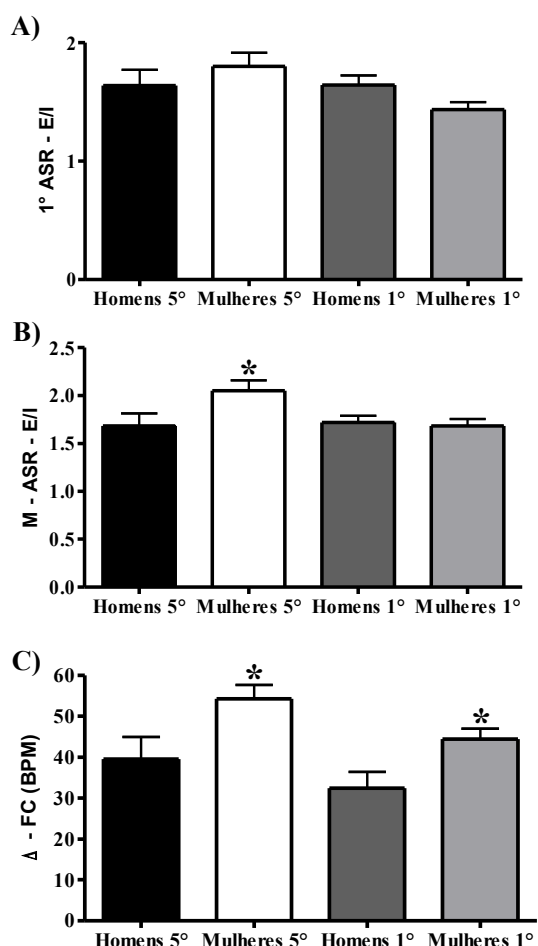 A)
2
1
0
1° ASR - E/I
Homens 5° Mulheres 5° Homens 1° Mulheres 1°
B)
2.5
2.0
1.5
1.0
0.5
0.0
M - ASR - E/I
*
Homens 5° Mulheres 5° Homens 1° Mulheres 1°
C)
60
50
40
30
20
10
0
Δ - FC (BPM)
*
*
Homens 5° Mulheres 5° Homens 1° Mulheres 1°